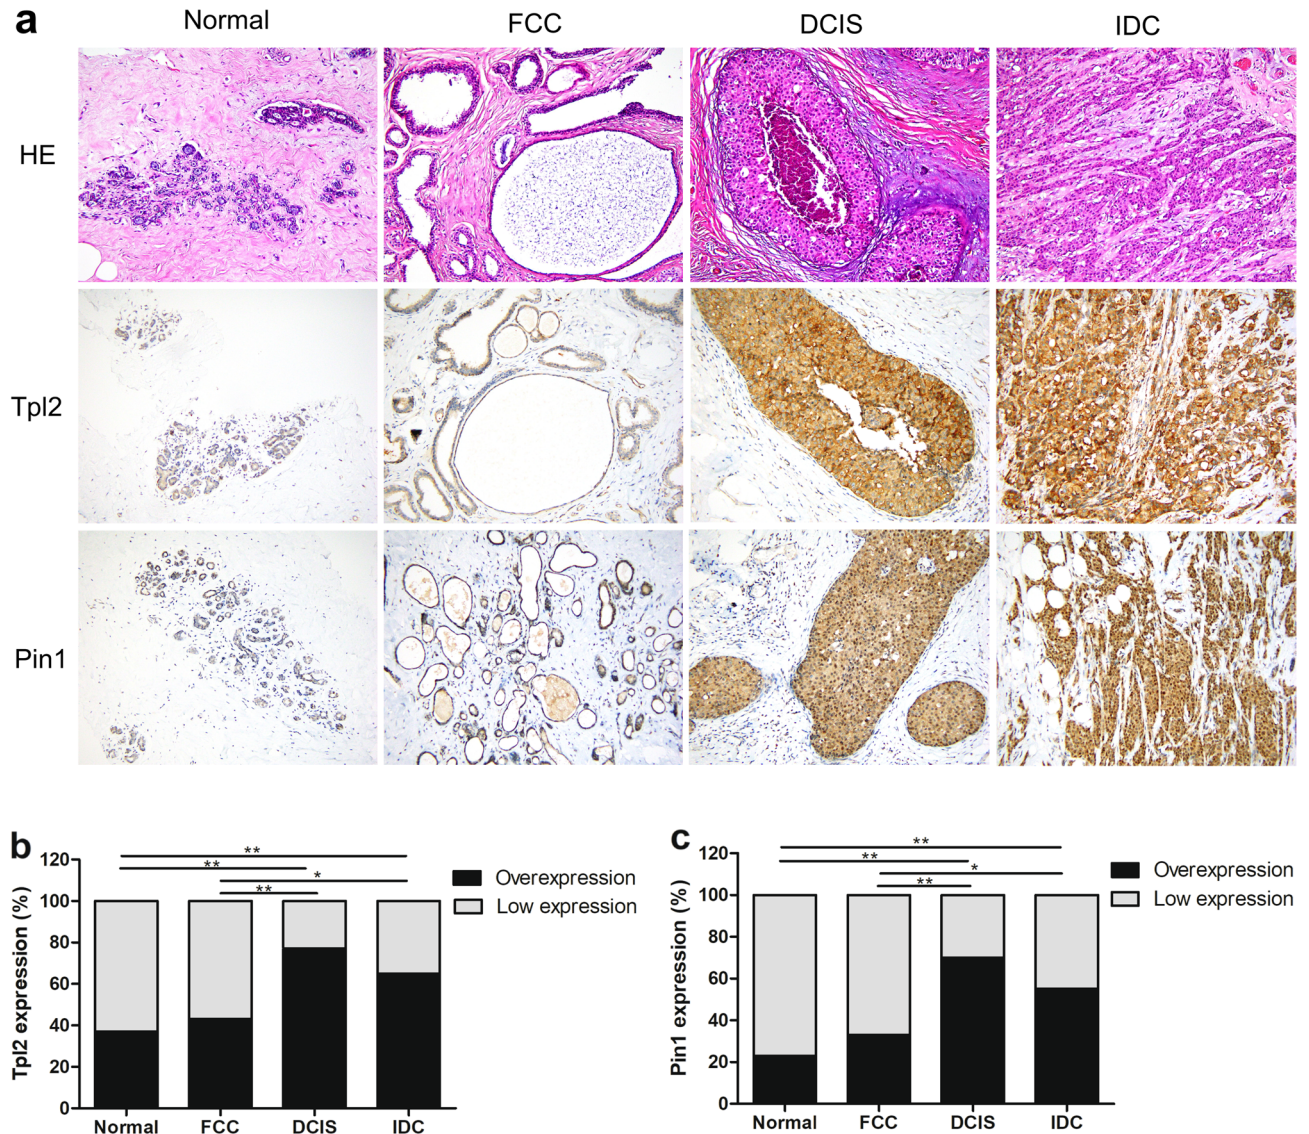 a
Normal FCC DCIS IDC
HE
Tpl2
Pin1
b
Tpl2 expression (%)
120
100
80
60
40
20
0
**
**
*
**
Normal FCC DCIS IDC
Overexpression
Low expression
c
Pin1 expression (%)
120
100
80
60
40
20
0
**
**
*
**
Normal FCC DCIS IDC
Overexpression
Low expression